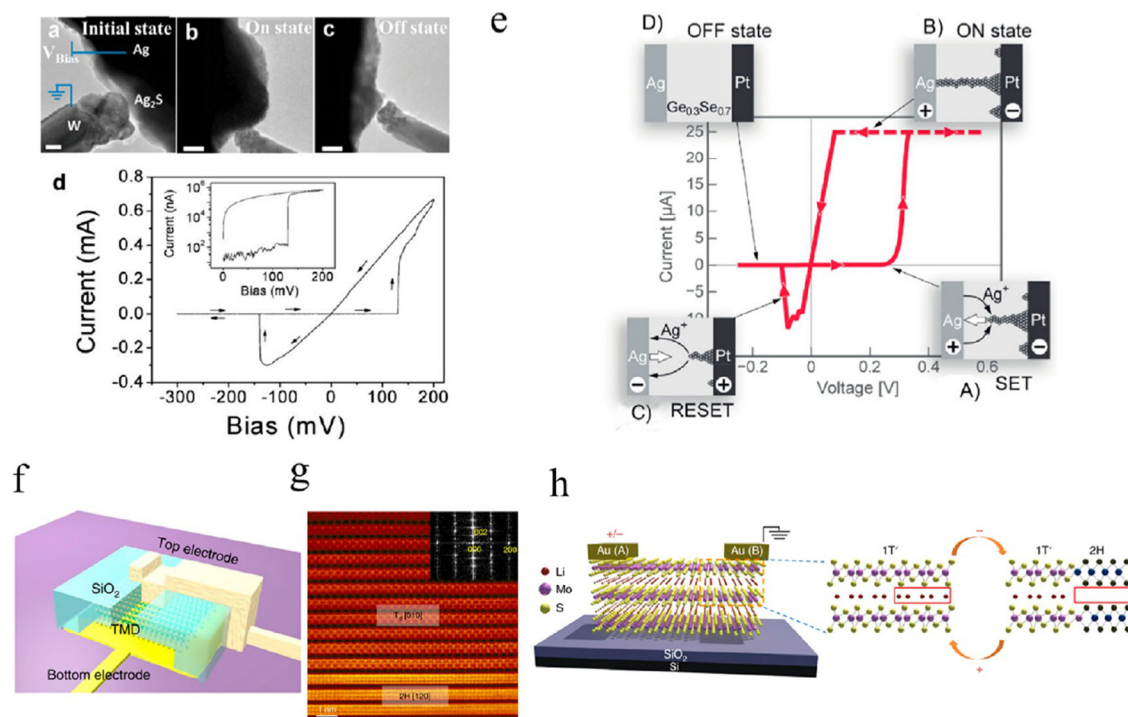 a Initial state
V Bias
Ag
Ag₂S
W
b On state
c Off state
d
Current (mA)
0.8
0.6
0.4
0.2
0.0
-0.2
-0.4
-300 -200 -100 0 100 200
Bias (mV)
Current (nA)
10⁶
10⁴
10²
0 100 200
Bias (mV)
e
D) OFF state
Ag
Pt
Ge₀.₃Se₀.₇
B) ON state
Ag
Pt
+
−
Current [µA]
25
20
15
10
5
0
-5
10
-0.2 0 0.2 0.4 0.6
Voltage [V]
Ag⁺
Ag
Pt
−
+
C) RESET
Ag⁺
Ag
Pt
+
−
A) SET
f
Top electrode
SiO₂
TMD
Bottom electrode
g
002
000 200
2H [120]
1 nm
h
+/−
Au (A)
Au (B)
Li
Mo
S
SiO₂
Si
1T′
−
1T′ 2H
+